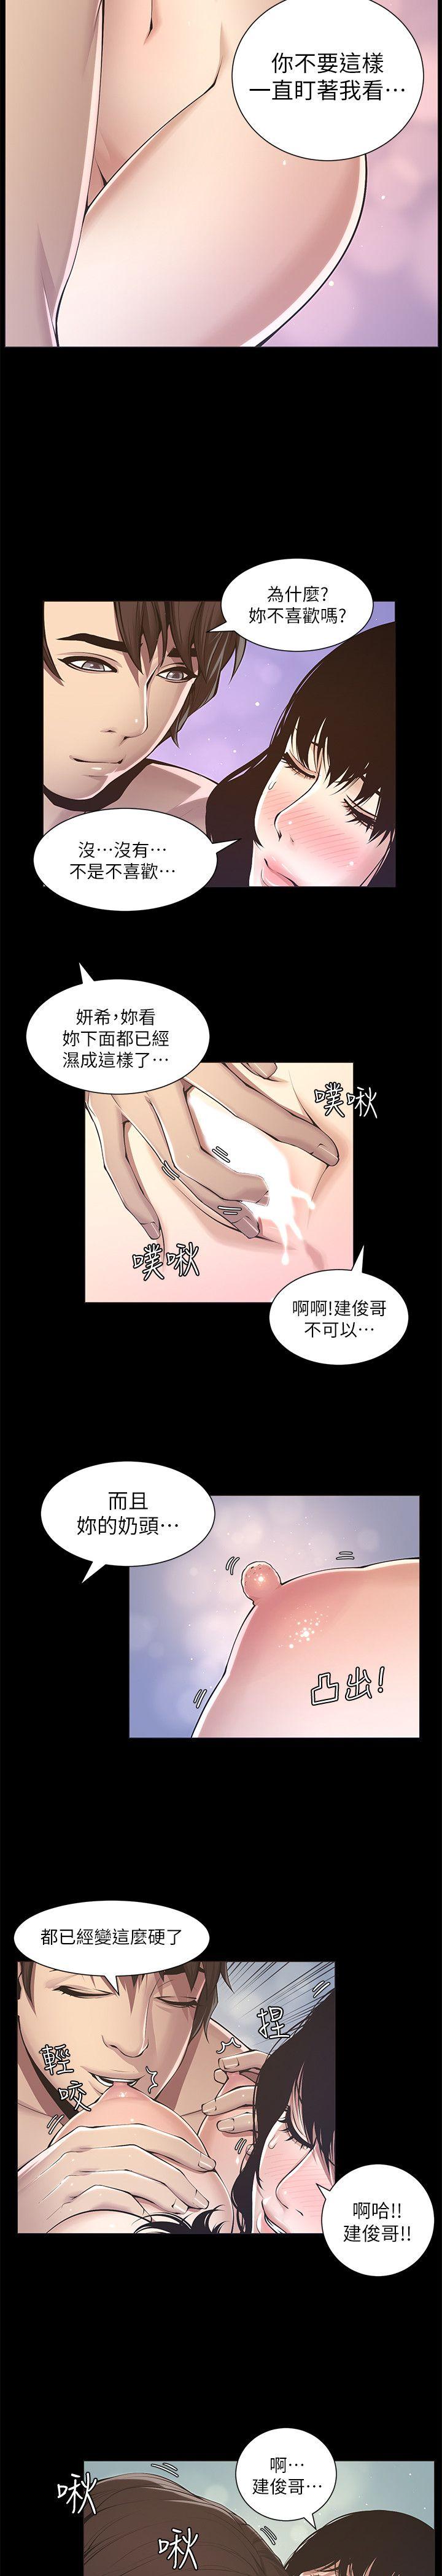 你不要這樣
一直盯著我看…
為什麼?
妳不喜歡嗎?
沒…沒有…
不是不喜歡…
妍希,妳看
妳下面都已經
濕成這樣了…
噗啾
噗啾
啊啊!建俊哥
不可以…
而且
妳的奶頭…
凸出!
都已經變這麼硬了
捏
輕
咬
啊哈!!
建俊哥!!
啊…
建俊哥…
啾
啾